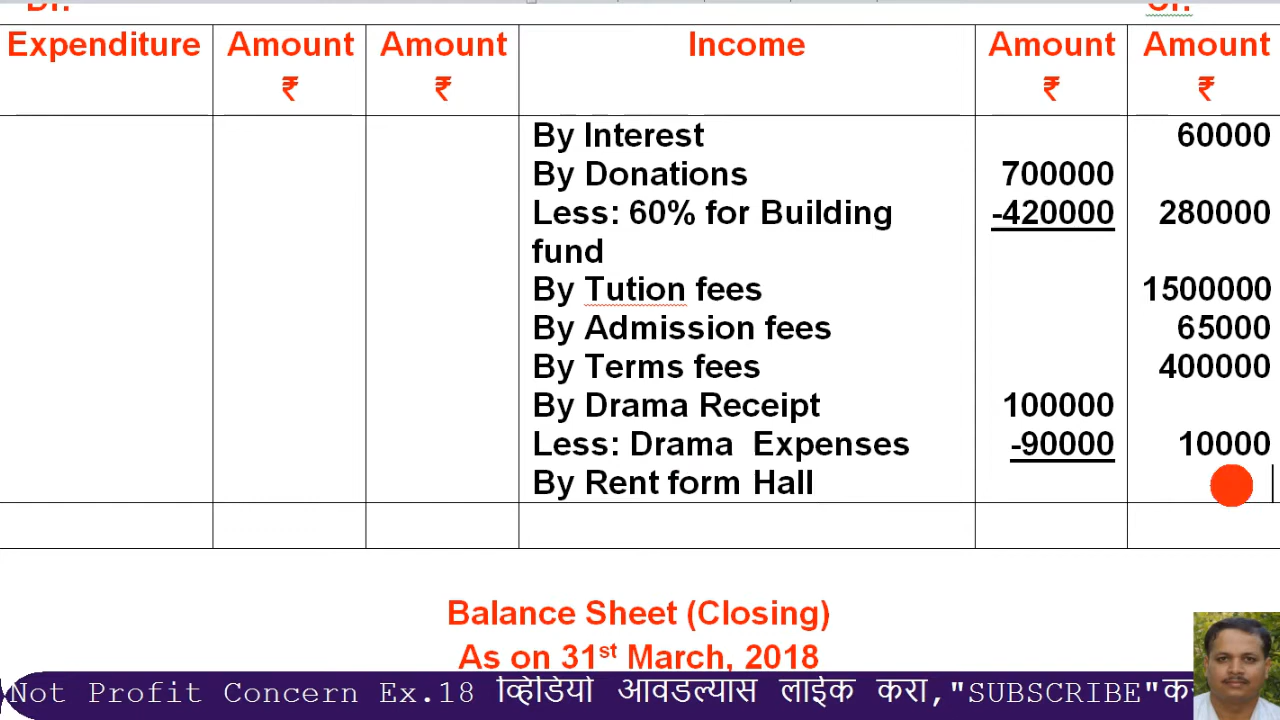 Dr. Cr.
Expenditure Amount ₹ Amount ₹ Income Amount ₹ Amount ₹
By Interest 60000
By Donations 700000
Less: 60% for Building -420000 280000
fund
By Tution fees 1500000
By Admission fees 65000
By Terms fees 400000
By Drama Receipt 100000
Less: Drama Expenses -90000 10000
By Rent form Hall
Balance Sheet (Closing)
As on 31st March, 2018
Not Profit Concern Ex.18 व्हिडियो आवडल्यास लाईक करा,"SUBSCRIBE"क